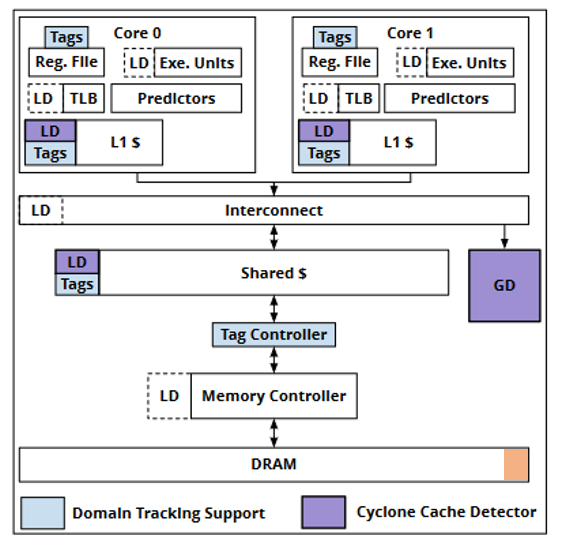 Core 0
Tags
Reg. File
LD
Exe. Units
LD
TLB
Predictors
LD
Tags
L1 $
Core 1
Tags
Reg. File
LD
Exe. Units
LD
TLB
Predictors
LD
Tags
L1 $
LD
Interconnect
LD
Tags
Shared $
GD
Tag Controller
LD
Memory Controller
DRAM
Domain Tracking Support
Cyclone Cache Detector